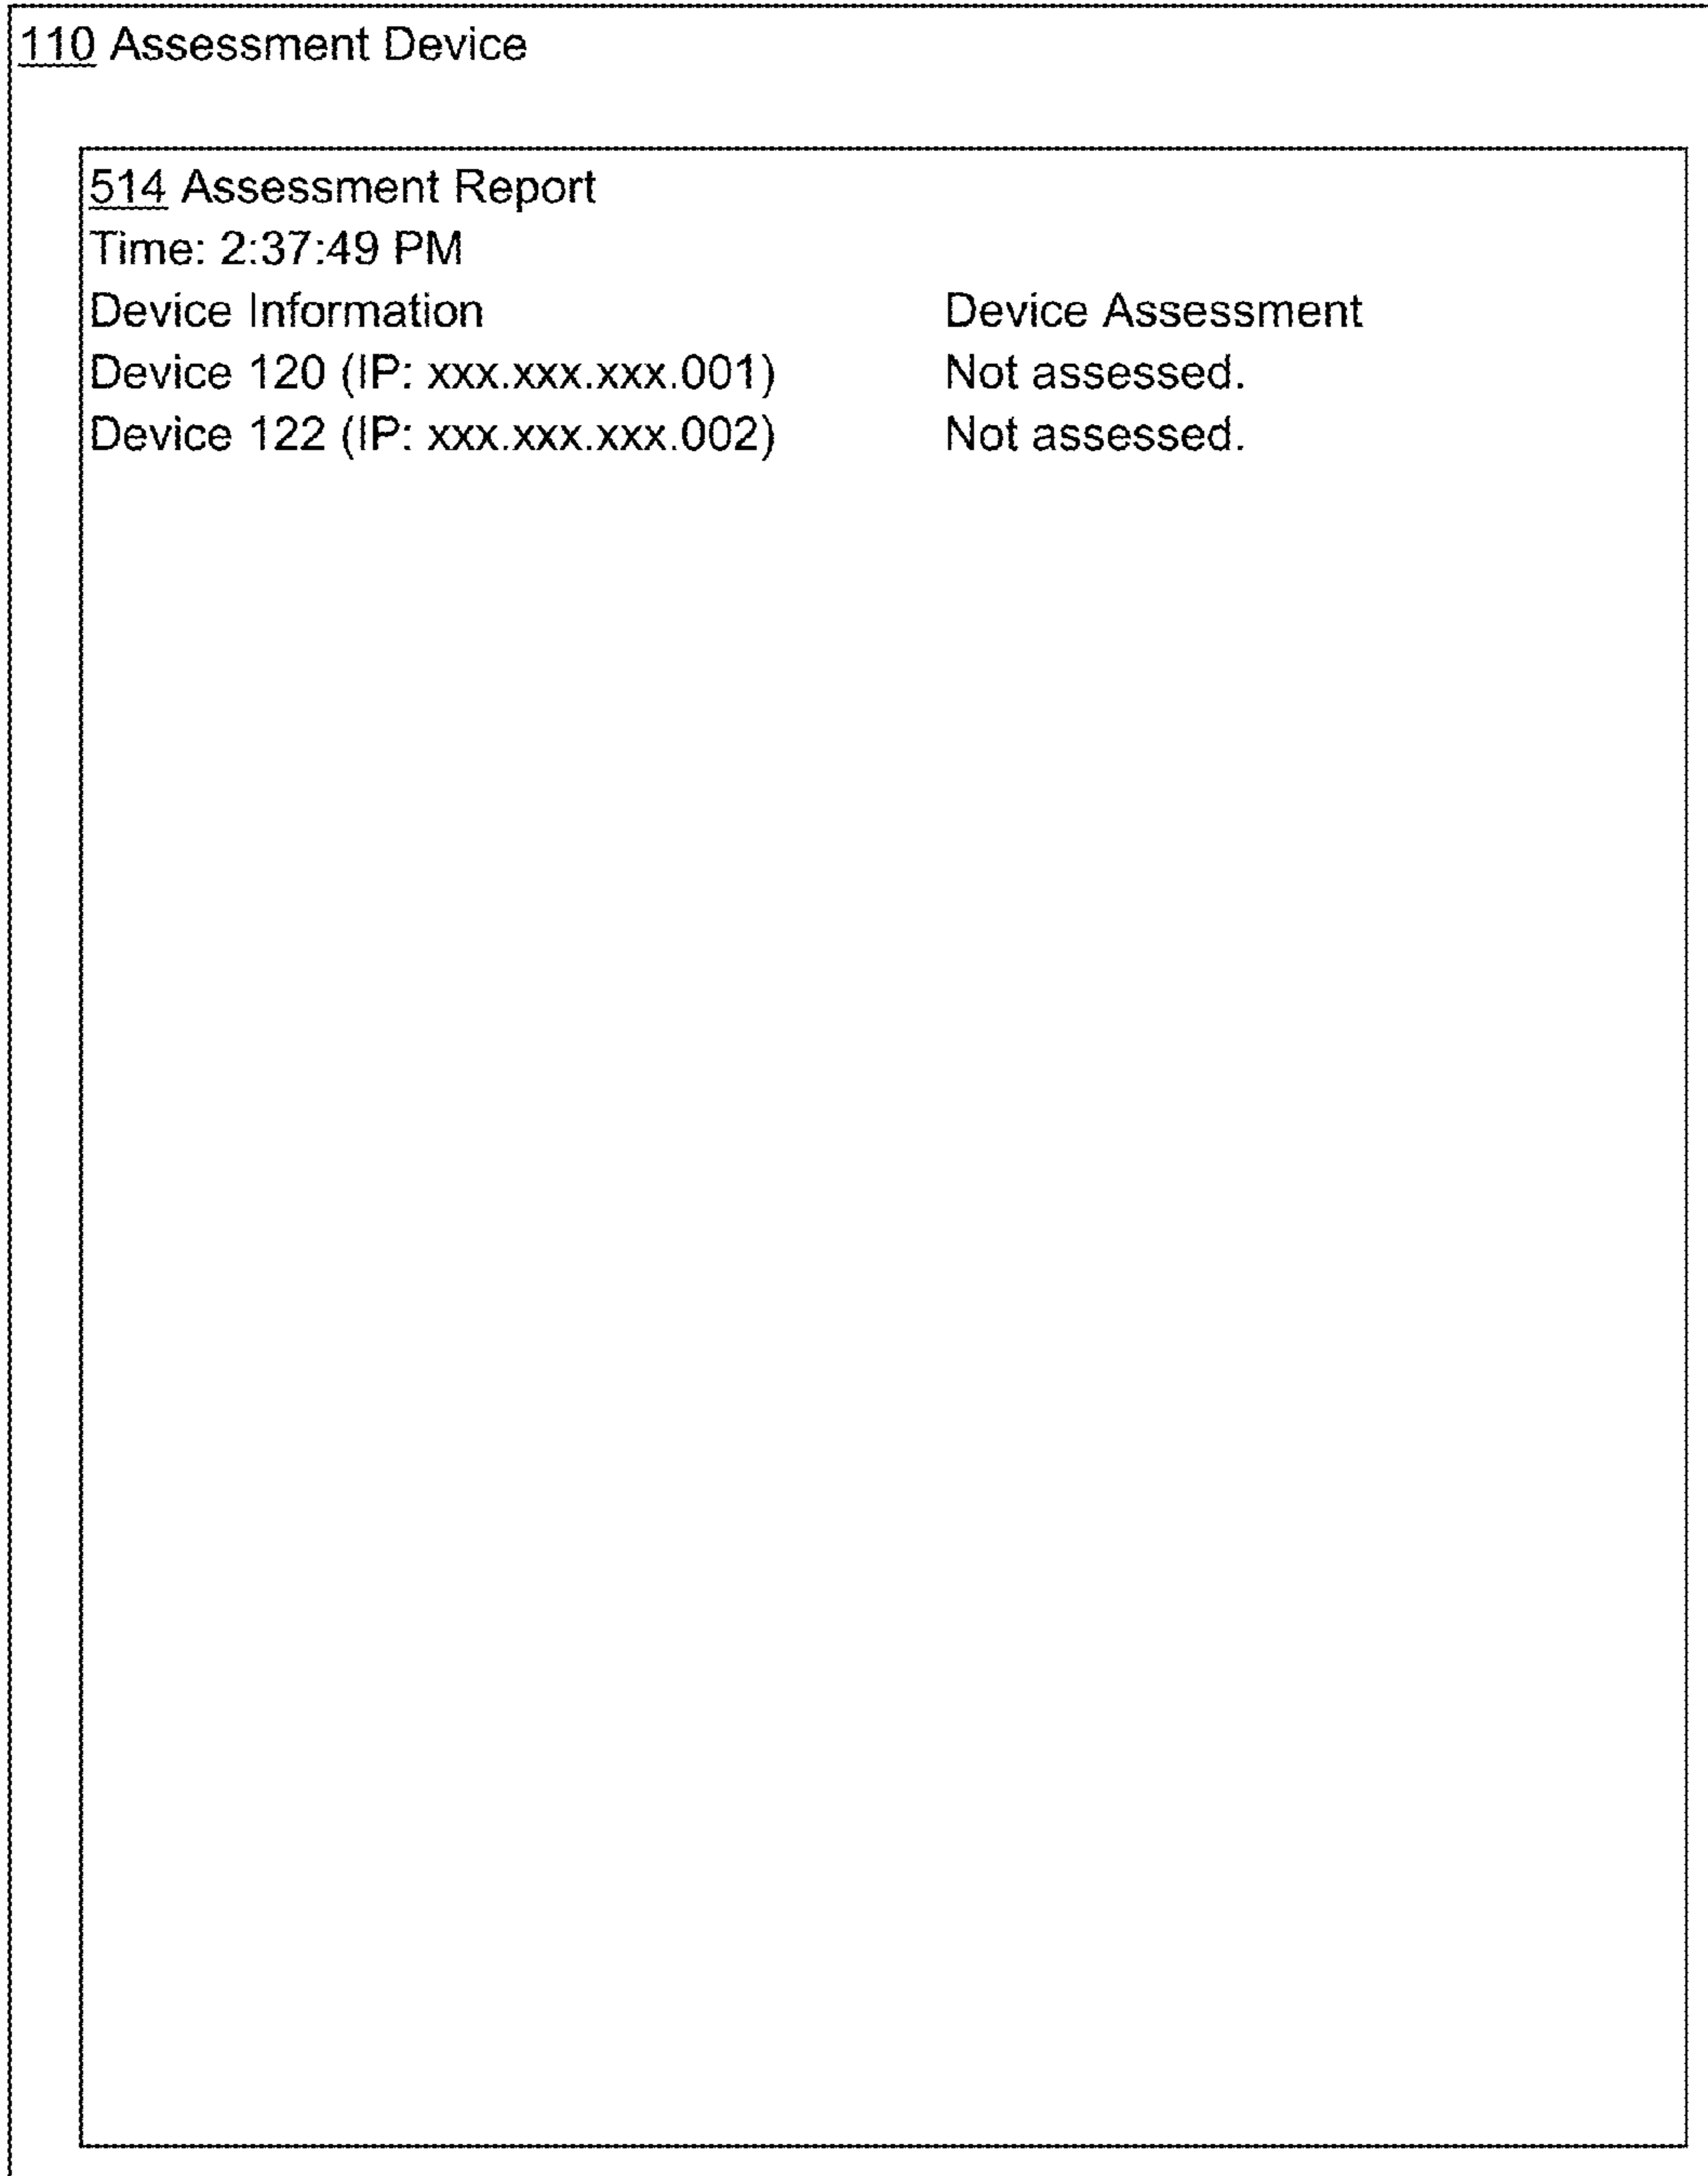 110 Assessment Device
514 Assessment Report
Time: 2:37:49 PM
Device Information Device Assessment
Device 120 (IP: xxx.xxx.xxx.001) Not assessed.
Device 122 (IP: xxx.xxx.xxx.002) Not assessed.